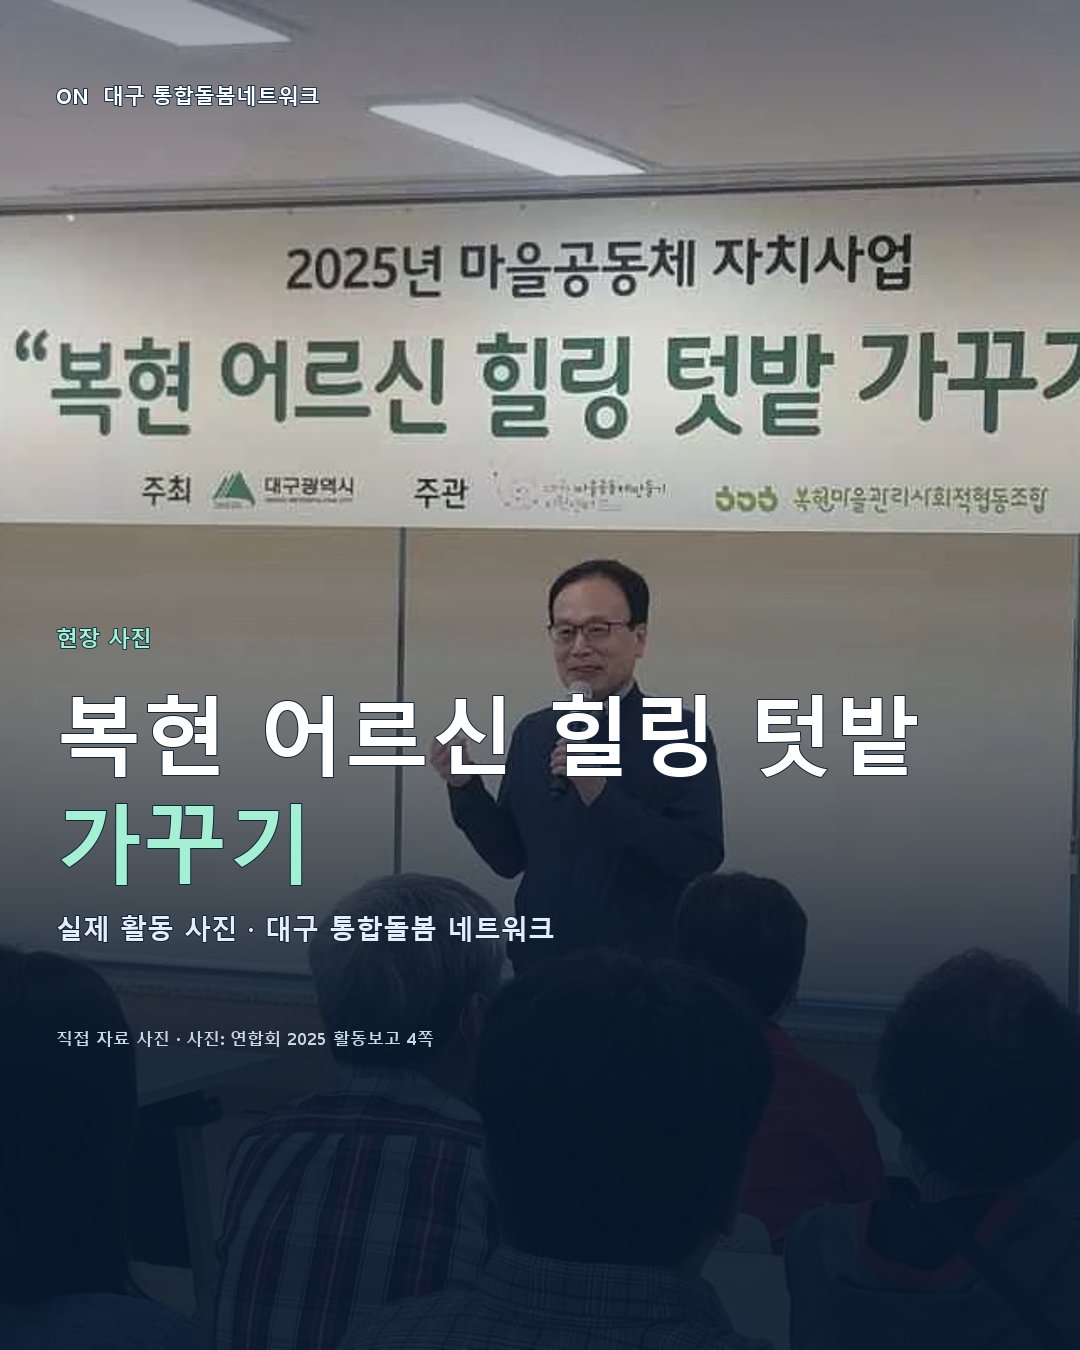 ON 대구 통합돌봄네트워크
2025년 마을공동체 자치사업
“복현 어르신 힐링 텃밭 가꾸기
주최 대구광역시 주관
복현마을관리사회적협동조합
현장 사진
복현 어르신 힐링 텃밭
가꾸기
실제 활동 사진 · 대구 통합돌봄 네트워크
직접 자료 사진 · 사진: 연합회 2025 활동보고 4쪽